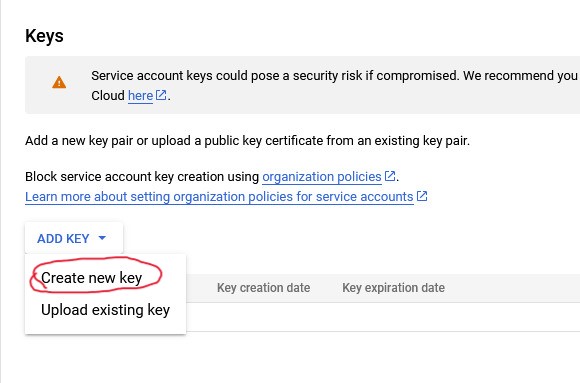 Keys
Service account keys could pose a security risk if compromised. We recommend you
Cloud here.
Add a new key pair or upload a public key certificate from an existing key pair.
Block service account key creation using organization policies.
Learn more about setting organization policies for service accounts
ADD KEY
Create new key
Key creation date Key expiration date
Upload existing key